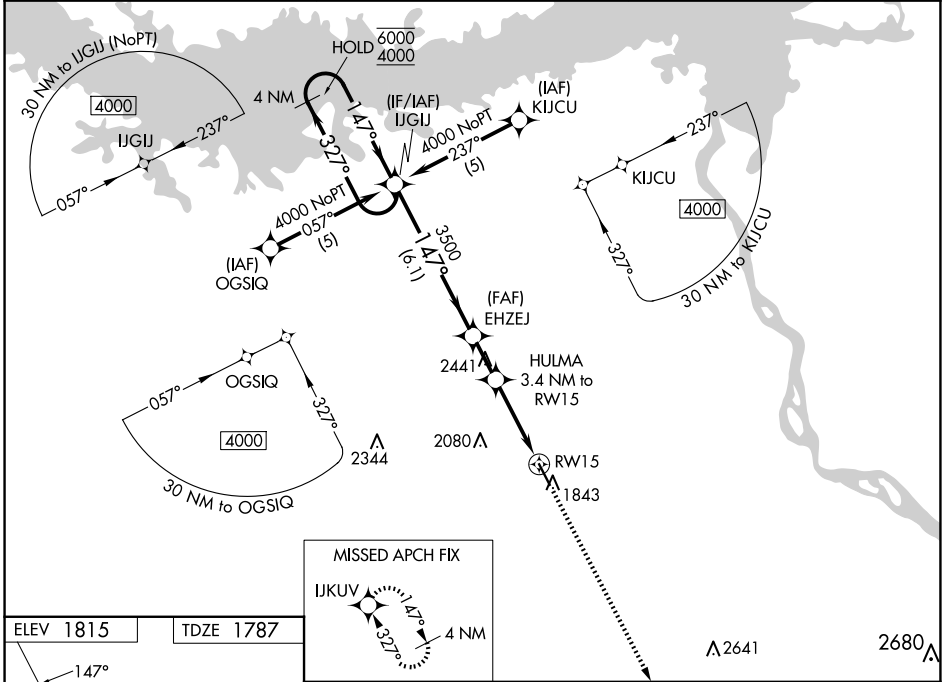 30 NM to IJGIJ (NoPT)
4000
IJGIJ
237°
057°
HOLD 6000
4000
4 NM
147°
327°
(IF/IAF)
IJGIJ
(IAF)
KIJCU
4000 NoPT
237°
(5)
4000 NoPT
057°
(5)
(IAF)
OGSIQ
3500
147°
(6.1)
237°
KIJCU
4000
327°
30 NM to KIJCU
(FAF)
EHZEJ
2441
HULMA
3.4 NM to
RW15
057°
OGSIQ
327°
4000
30 NM to OGSIQ
2344
2080
RW15
1843
MISSED APCH FIX
IJKUV
147°
327°
4 NM
2641
2680
ELEV 1815
TDZE 1787
147°